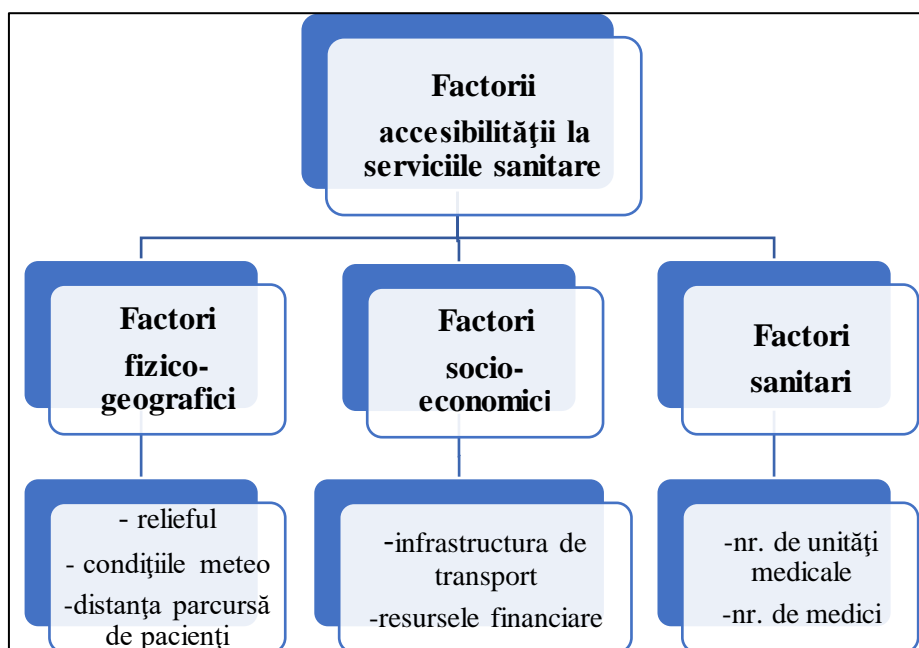 Factorii
accesibilităţii la
serviciile sanitare
Factori
fizico-
geografici
Factori
socio-
economici
Factori
sanitari
- relieful
- condiţiile meteo
-distanţa parcursă
de pacienţi
-infrastructura de
transport
-resursele financiare
-nr. de unităţi
medicale
-nr. de medici